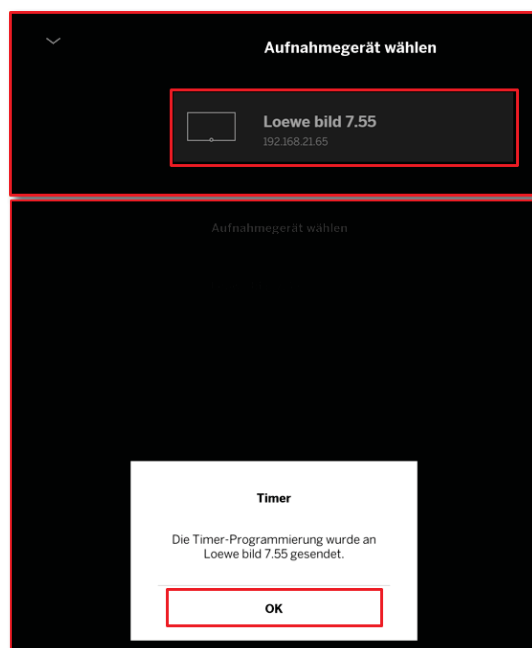 Aufnahmegerät wählen
Loewe bild 7.55
192.168.21.65
Aufnahmegerät wählen
Timer
Die Timer-Programmierung wurde an
Loewe bild 7.55 gesendet.
OK